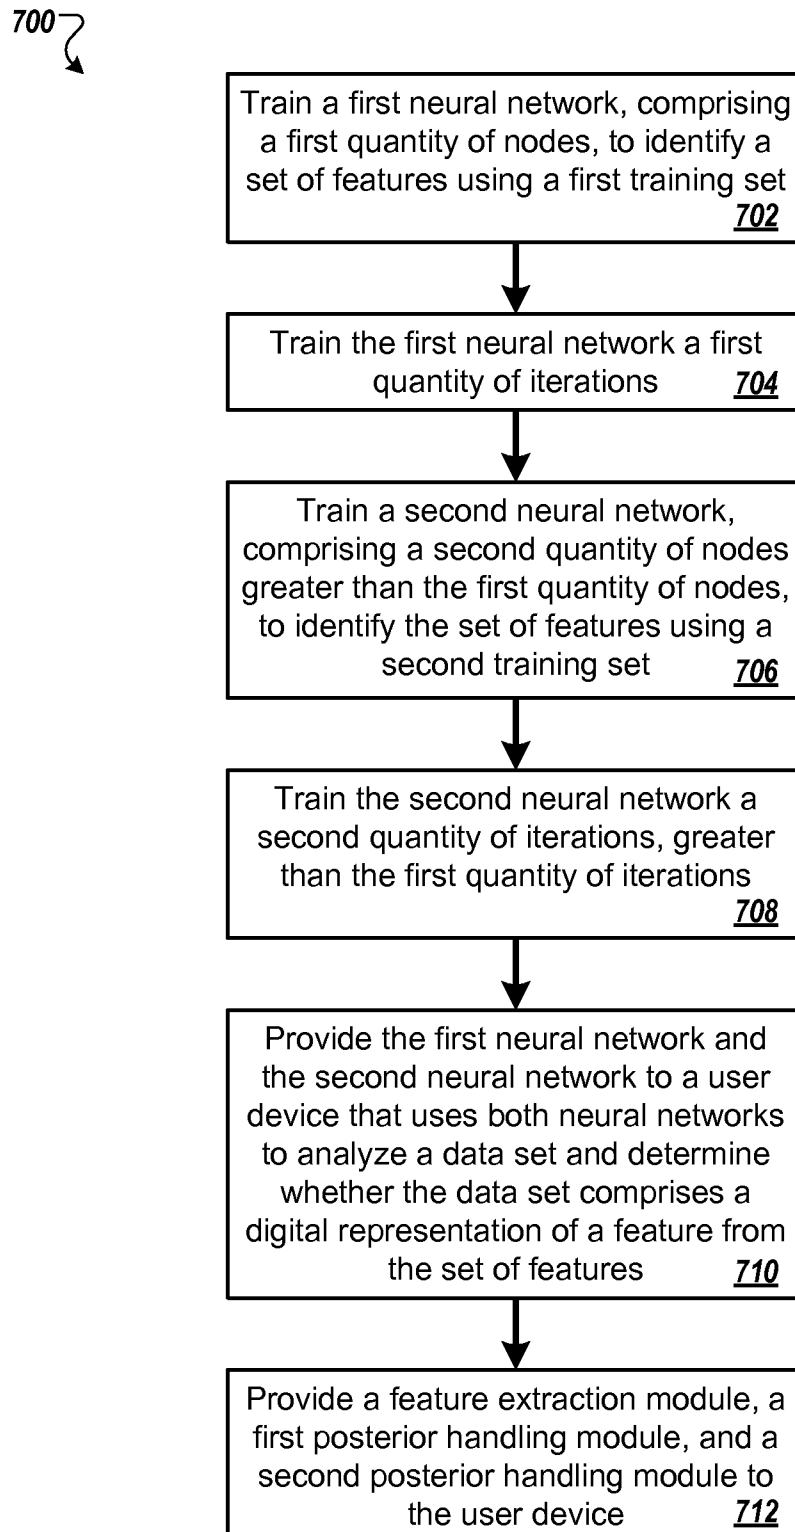 700
Train a first neural network, comprising
a first quantity of nodes, to identify a
set of features using a first training set
702
Train the first neural network a first
quantity of iterations 704
Train a second neural network,
comprising a second quantity of nodes
greater than the first quantity of nodes,
to identify the set of features using a
second training set 706
Train the second neural network a
second quantity of iterations, greater
than the first quantity of iterations
708
Provide the first neural network and
the second neural network to a user
device that uses both neural networks
to analyze a data set and determine
whether the data set comprises a
digital representation of a feature from
the set of features 710
Provide a feature extraction module, a
first posterior handling module, and a
second posterior handling module to
the user device 712